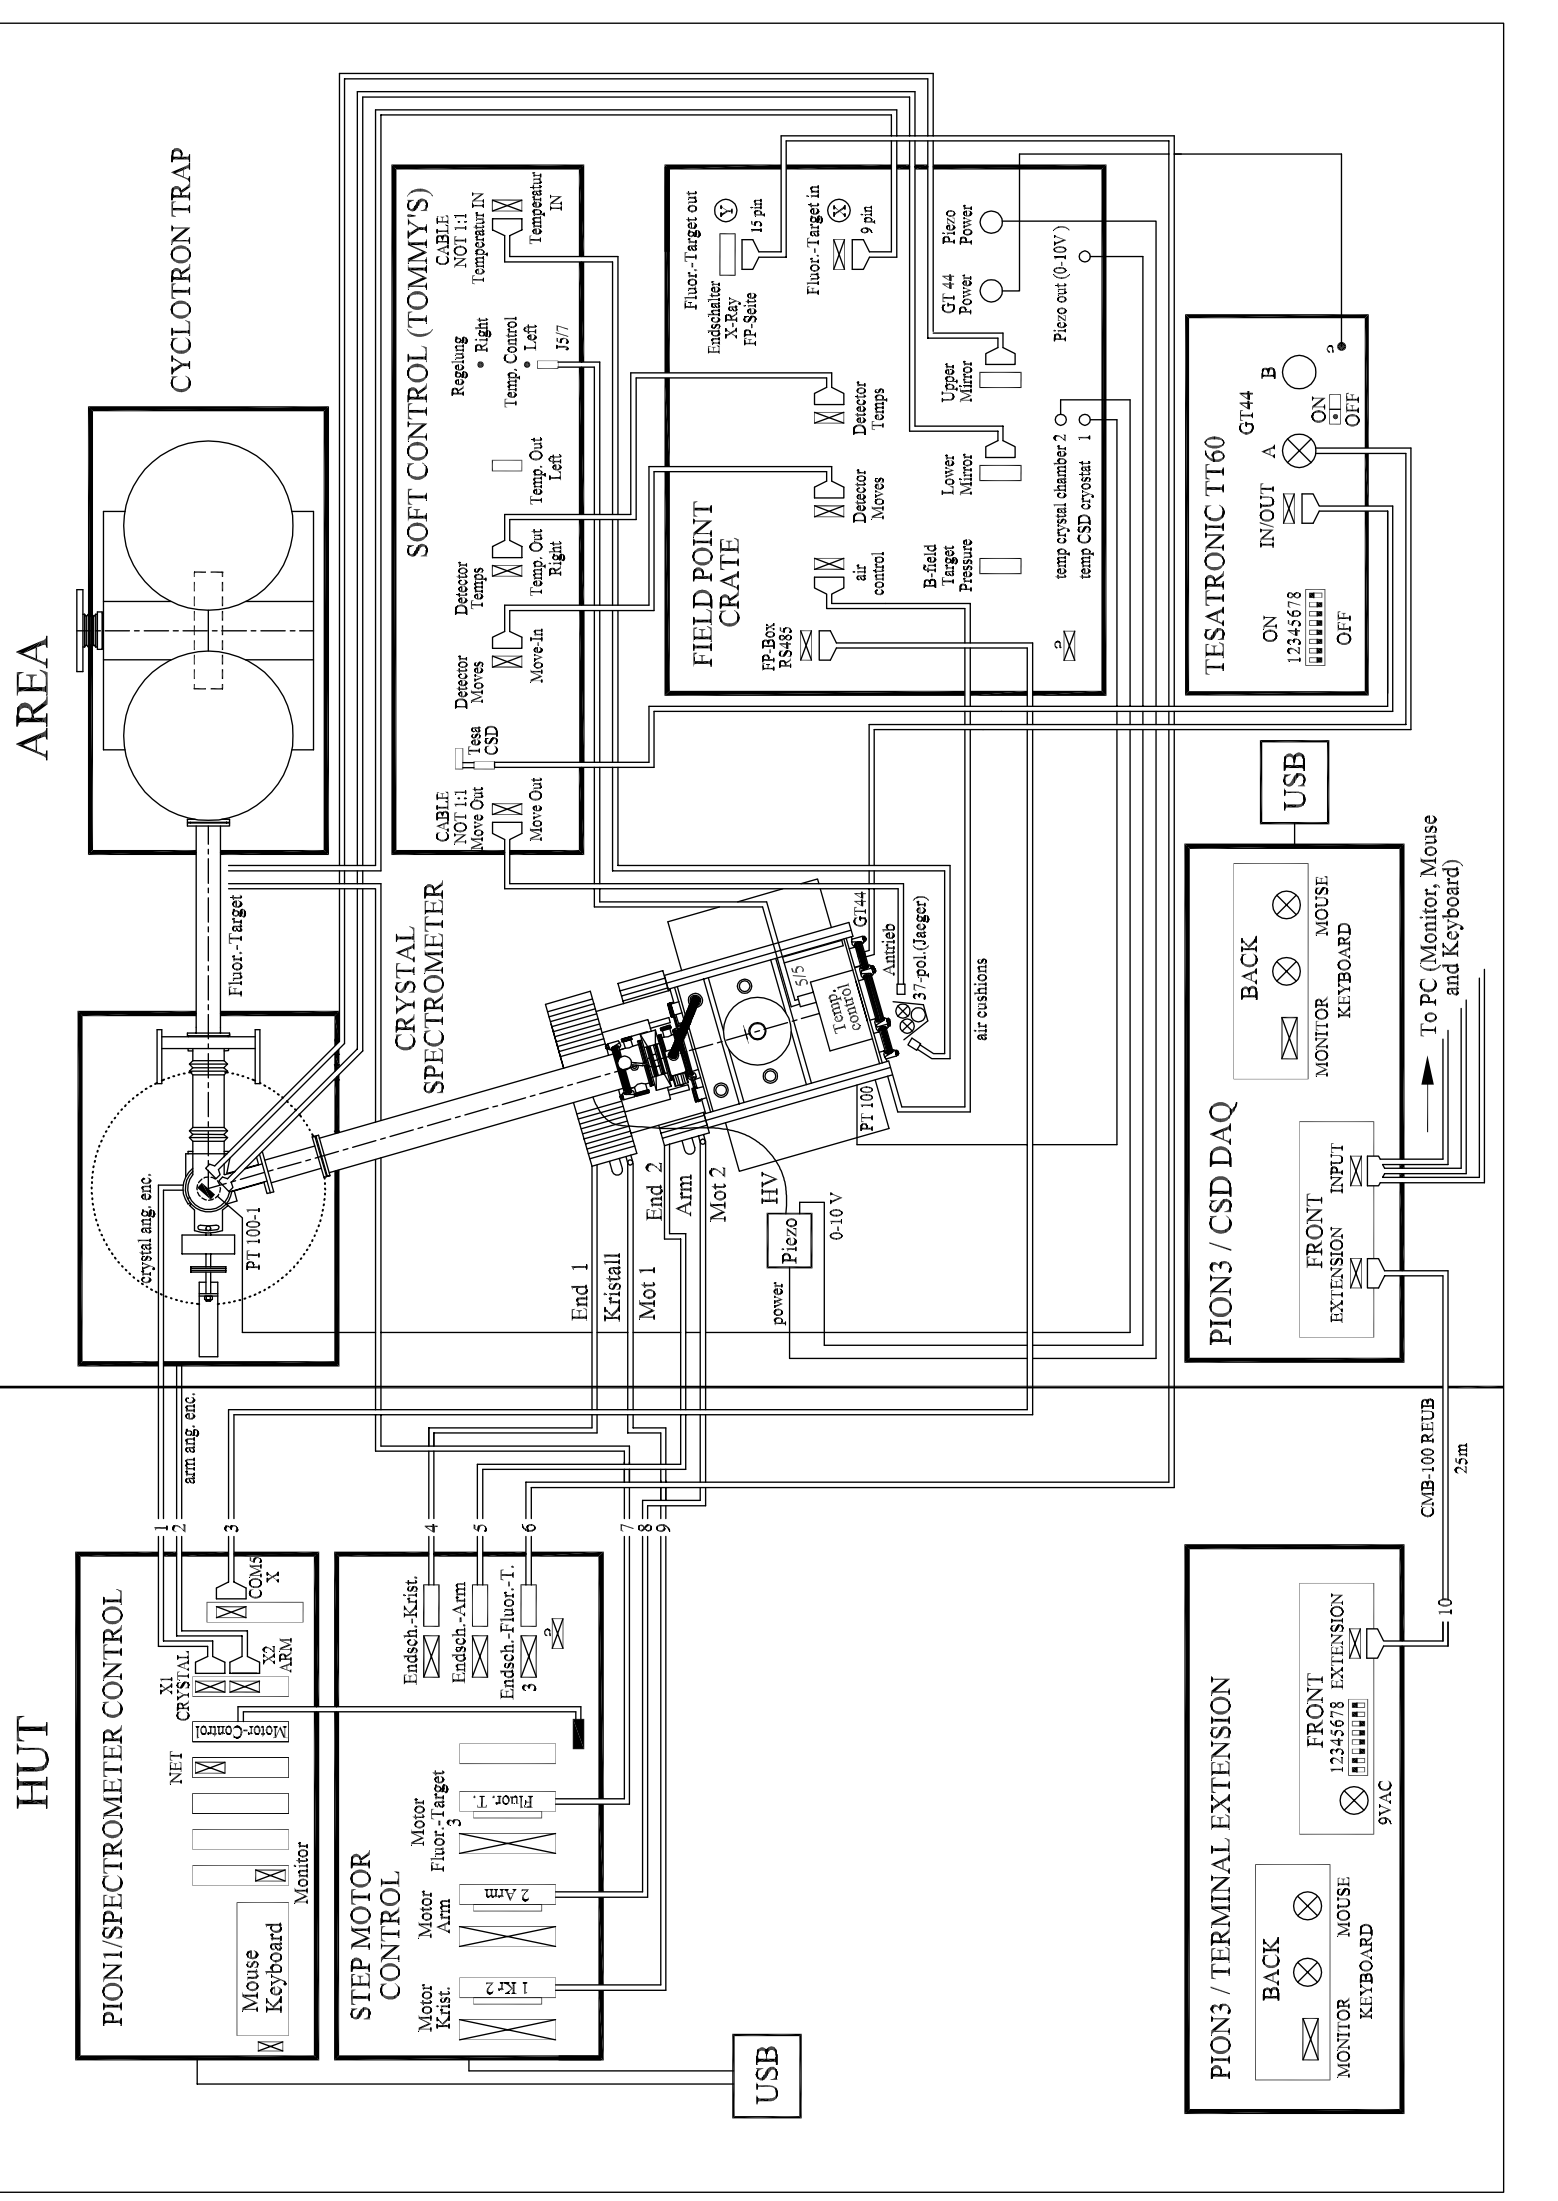 HUT
AREA
PION1/SPECTROMETER CONTROL
Mouse
Keyboard
Monitor
NET
Motor-Control
X1
CRYSTAL
X2
ARM
COM5
X
1
2
3
arm ang. enc.
crystal ang. enc.
PT 100-1
Fluor.-Target
CYCLOTRON TRAP
STEP MOTOR
CONTROL
Motor
Krist.
1 Kr 2
Motor
Arm
2 Arm
Motor
Fluor.-Target
3
Fluor. T.
Endsch.-Krist.
Endsch.-Arm
Endsch.-Fluor.-T.
3
?
4
5
6
7
8
9
USB
End 1
Kristall
Mot 1
End 2
Arm
Mot 2
HV
Piezo
power
0-10 V
CRYSTAL
SPECTROMETER
5/5
Temp.
control
PT 100
GT44
Antrieb
37-pol.(Jaeger)
air cushions
SOFT CONTROL (TOMMY'S)
CABLE
NOT 1:1
Move Out
Move Out
Tesa
CSD
Detector
Moves
Move-In
Detector
Temps
Temp. Out
Right
Temp. Out
Left
Regelung
Right
Temp. Control
Left
J5/7
CABLE
NOT 1:1
Temperatur IN
Temperatur
IN
FIELD POINT
CRATE
FP-Box
RS485
air
control
Detector
Moves
Detector
Temps
Endschalter
X-Ray
FP-Seite
Fluor.-Target out
Y
15 pin
Fluor.-Target in
X
9 pin
B-field
Target
Pressure
Lower
Mirror
Upper
Mirror
GT 44
Power
Piezo
Power
?
temp crystal chamber 2
temp CSD cryostat 1
Piezo out (0-10V )
TESATRONIC TT60
ON
12345678
OFF
IN/OUT
A
GT44
B
ON
OFF
?
USB
PION3 / CSD DAQ
FRONT
EXTENSION
INPUT
BACK
MONITOR
MOUSE
KEYBOARD
To PC (Monitor, Mouse
and Keyboard)
CMB-100 REUB
25m
10
PION3 / TERMINAL EXTENSION
BACK
MONITOR
MOUSE
KEYBOARD
FRONT
12345678
EXTENSION
9VAC